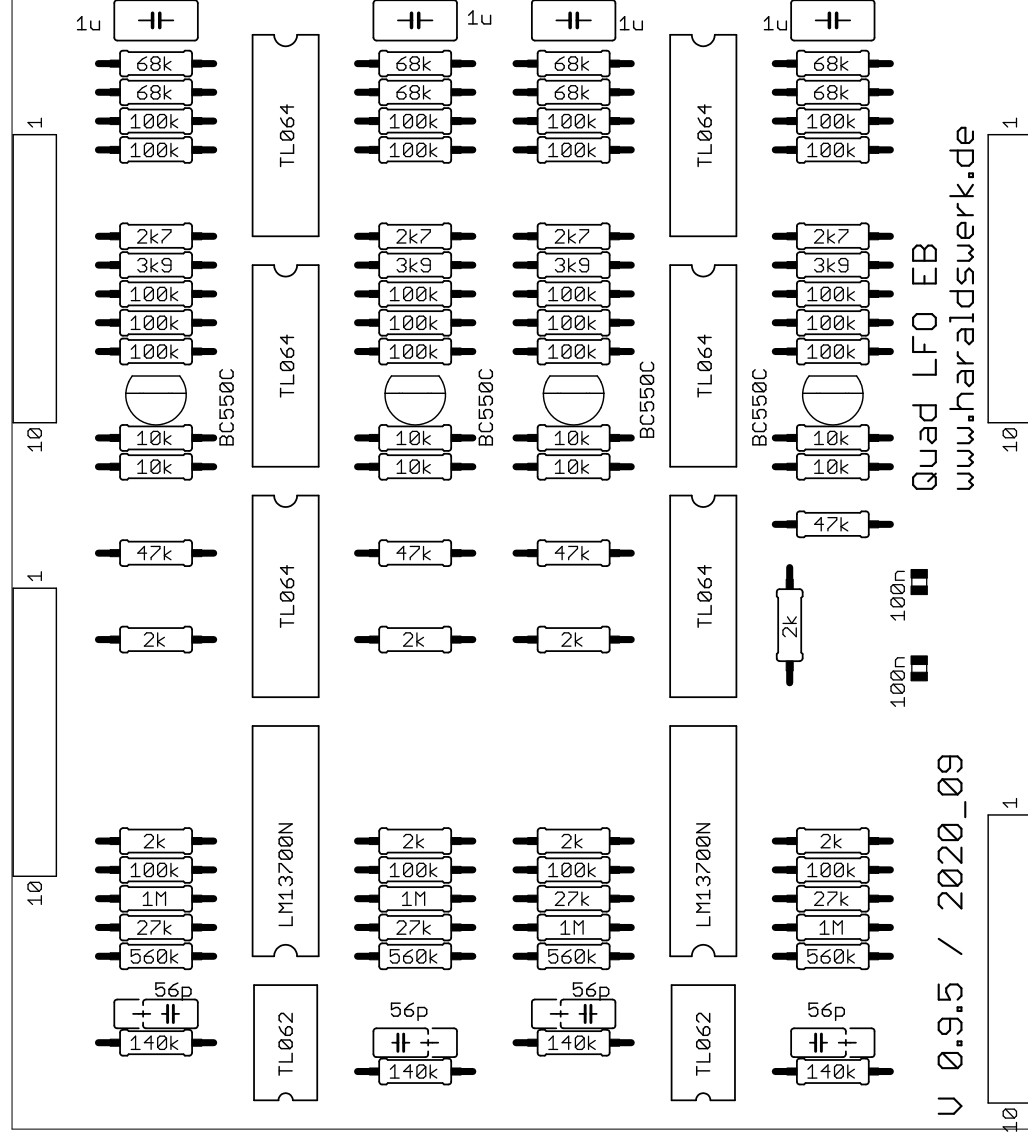 1u
1u
1u
1u
68k
68k
68k
68k
68k
68k
68k
68k
100k
100k
100k
100k
100k
100k
100k
100k
TL064
TL064
1
1
2k7
2k7
2k7
2k7
3k9
3k9
3k9
3k9
100k
100k
100k
100k
100k
100k
100k
100k
100k
100k
100k
100k
TL064
TL064
BC550C
BC550C
BC550C
BC550C
10k
10k
10k
10k
10k
10k
10k
10k
10
10
Quad LFO EB
www.haraldswerk.de
47k
47k
47k
47k
TL064
TL064
1
100n
2k
2k
2k
2k
100n
2k
2k
2k
2k
100k
100k
100k
100k
1M
1M
27k
27k
27k
27k
1M
1M
560k
560k
560k
560k
LM13700N
LM13700N
10
1
V 0.9.5 / 2020_09
56p
56p
56p
56p
140k
140k
140k
140k
TL062
TL062
10